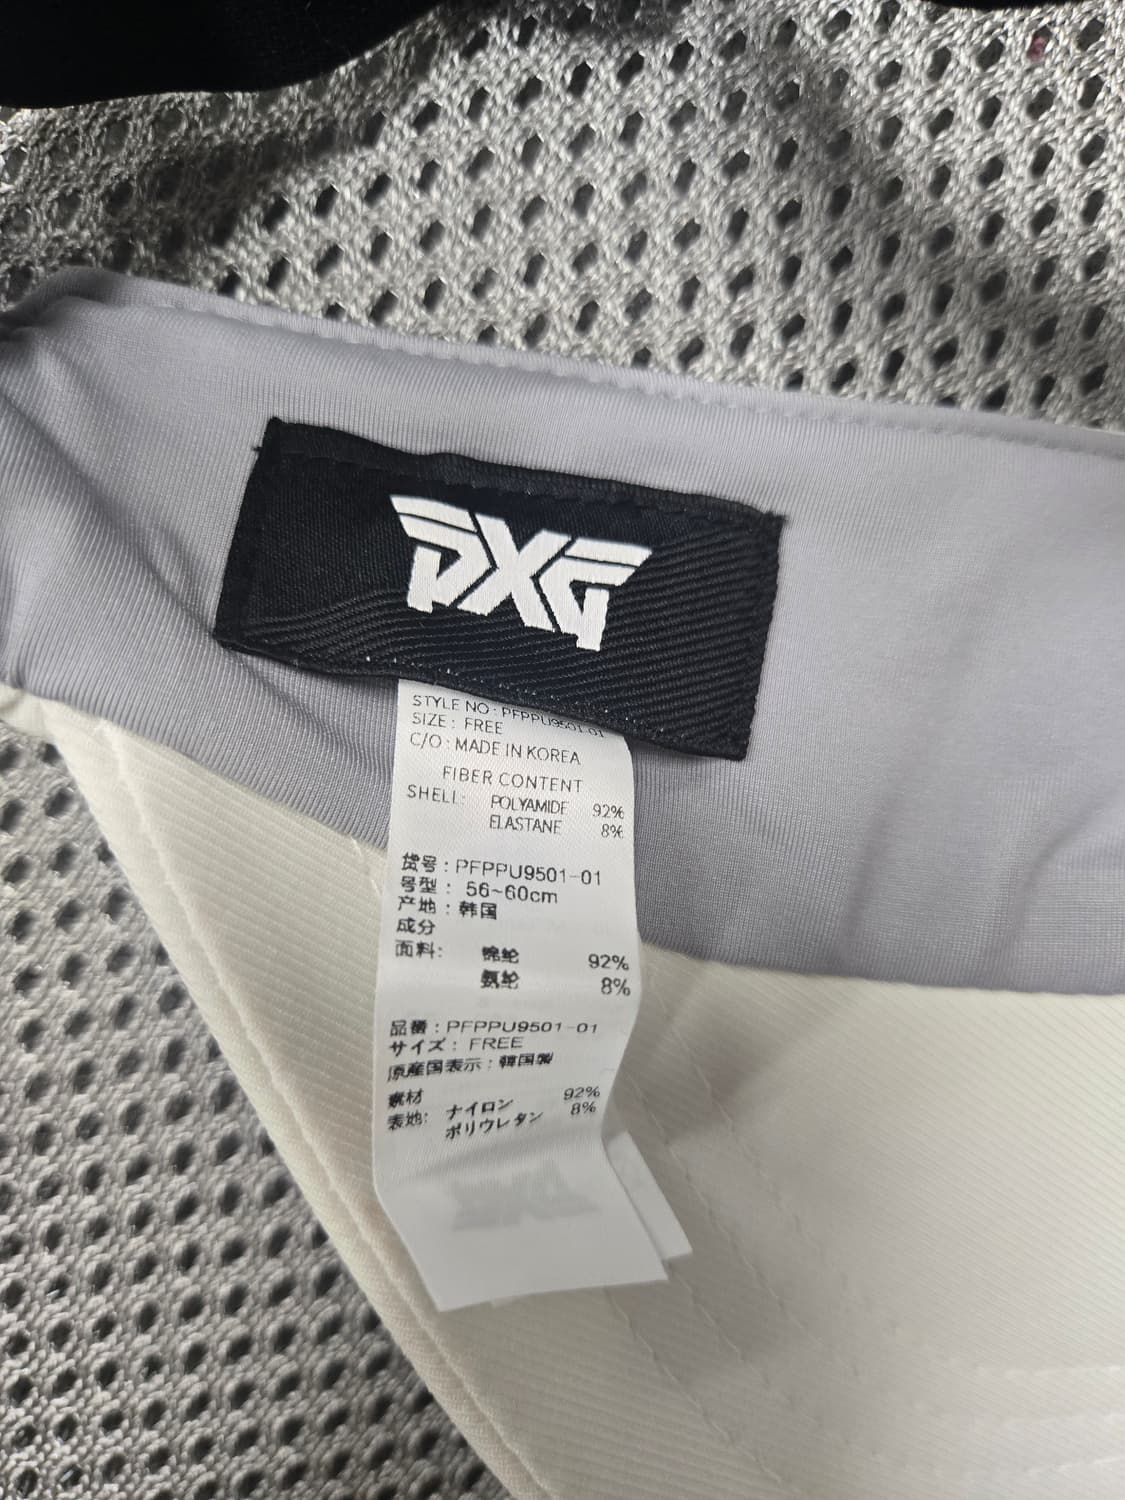 PXG
STYLE NO : PFPPU9501-01
SIZE : FREE
C/O : MADE IN KOREA
FIBER CONTENT
SHELL: POLYAMIDE 92%
ELASTANE 8%
货号 : PFPPU9501-01
号型 : 56~60cm
产地 : 韩国
成分
面料: 锦纶 92%
氨纶 8%
品番 : PFPPU9501-01
サイズ : FREE
原産国表示 : 韓国製
素材
表地: ナイロン 92%
ポリウレタン 8%